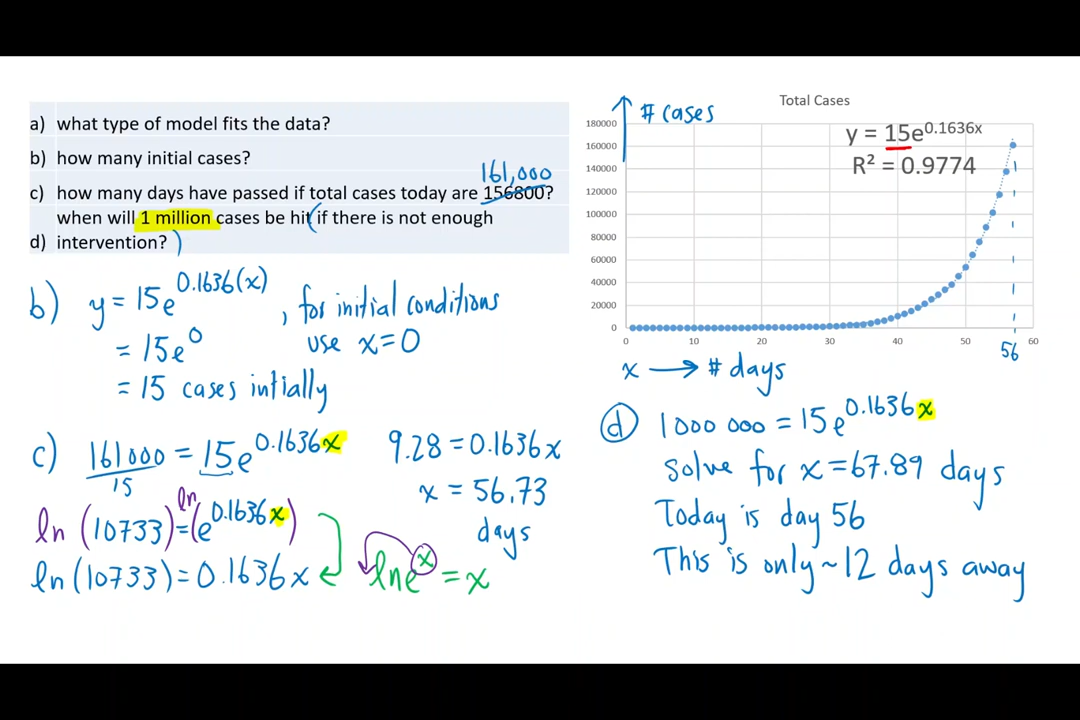 a) what type of model fits the data?
b) how many initial cases?
161,000
c) how many days have passed if total cases today are 156800?
when will 1 million cases be hit (if there is not enough
d) intervention?)
b) y = 15e^0.1636(x) , for initial conditions
= 15e^0 use x=0
= 15 cases intially
c) 161000/15 = 15e^0.1636x
ln(10733) = ln(e^0.1636x)
ln(10733) = 0.1636x
9.28 = 0.1636x
x = 56.73
days
ln e^x = x
# cases
Total Cases
y = 15e^0.1636x
R² = 0.9774
180000
160000
140000
120000
100000
80000
60000
40000
20000
0
0 10 20 30 40 50 60
56
x → # days
d) 1000 000 = 15e^0.1636x
Solve for x = 67.89 days
Today is day 56
This is only ~12 days away